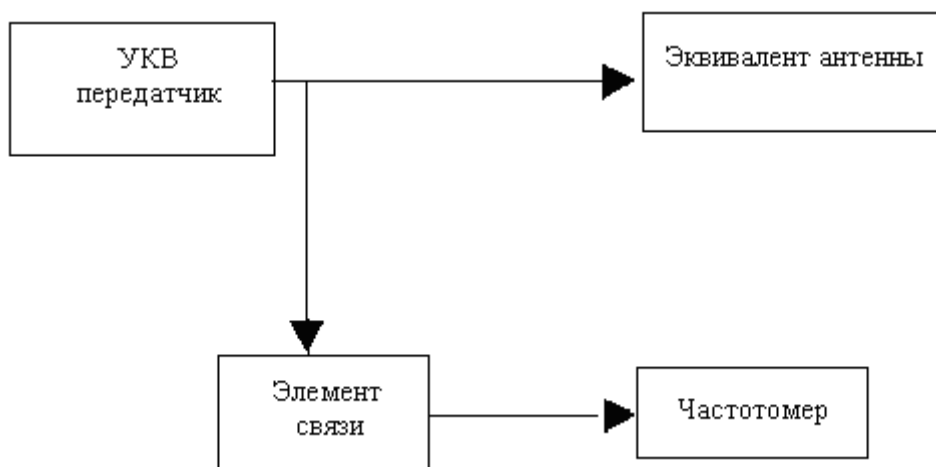 УКВ
передатчик
Эквивалент антенны
Элемент
связи
Частотомер